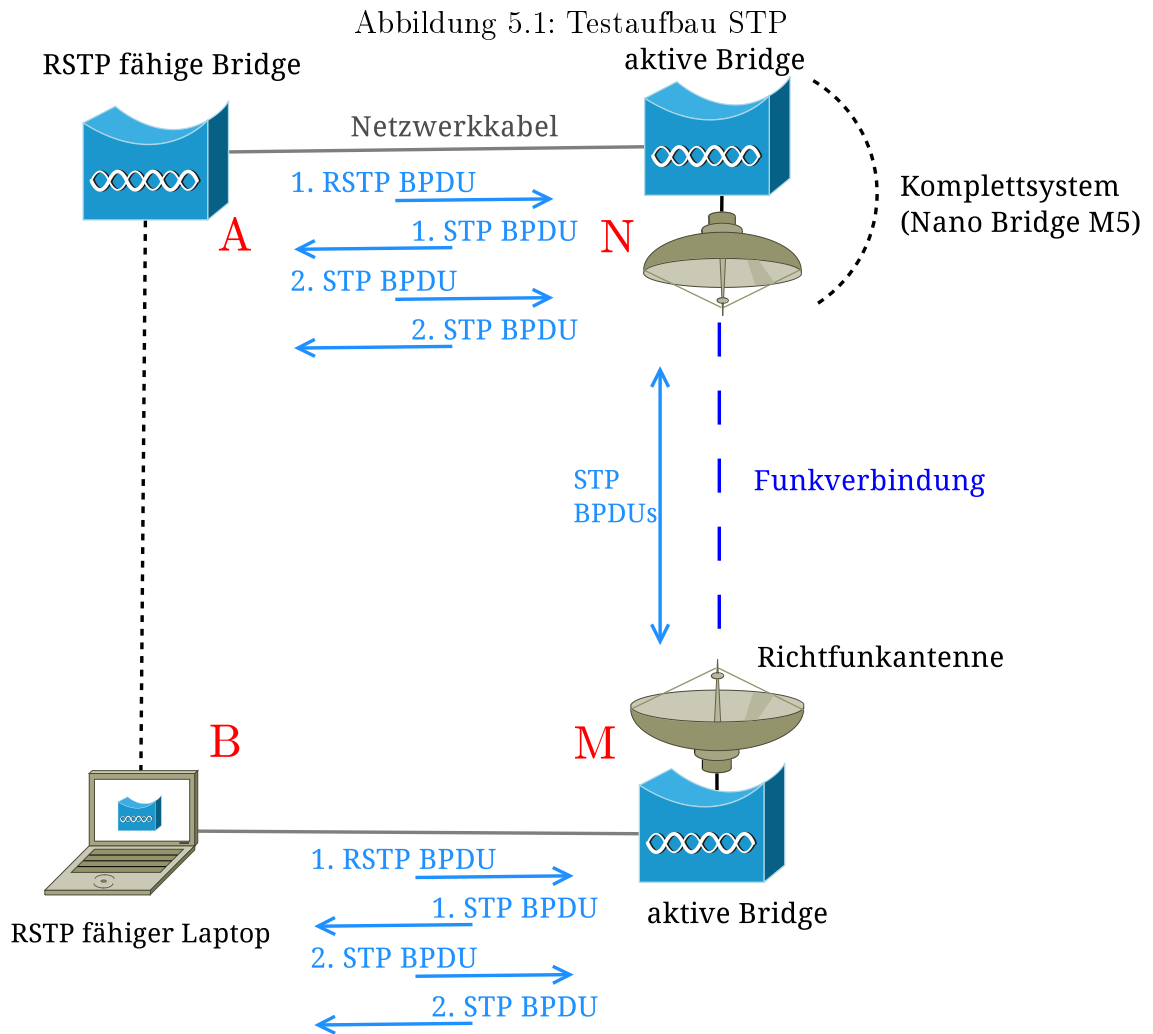 Abbildung 5.1: Testaufbau STP
RSTP fähige Bridge
aktive Bridge
Netzwerkkabel
1. RSTP BPDU
1. STP BPDU
2. STP BPDU
2. STP BPDU
A
N
Komplettsystem
(Nano Bridge M5)
STP
BPDUs
Funkverbindung
Richtfunkantenne
B
M
1. RSTP BPDU
1. STP BPDU
2. STP BPDU
2. STP BPDU
RSTP fähiger Laptop
aktive Bridge